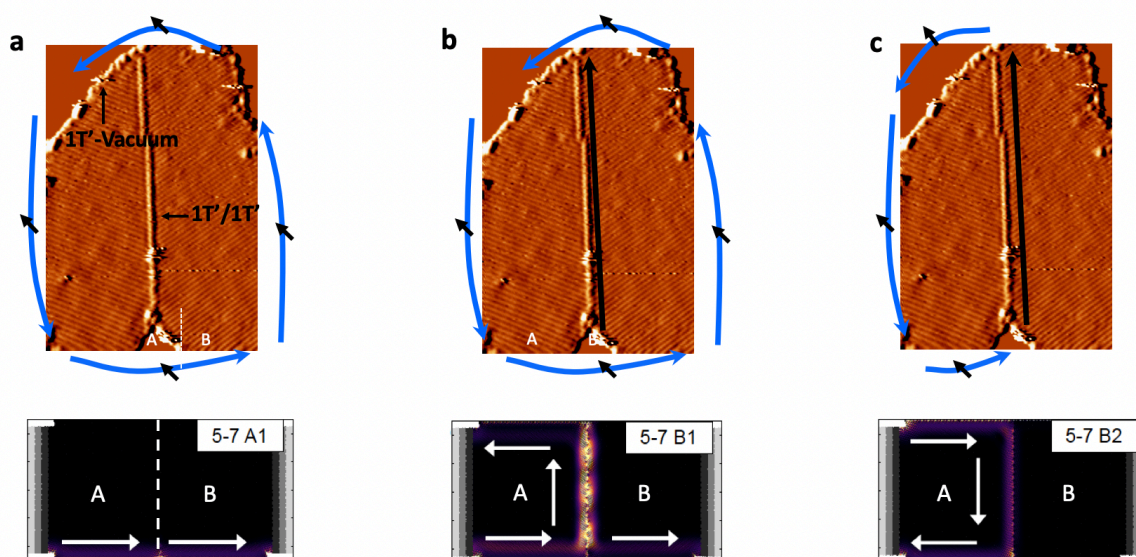 a
b
c
1T'-Vacuum
1T'/1T'
A B
A B
5-7 A1
A B
5-7 B1
A B
5-7 B2
A B